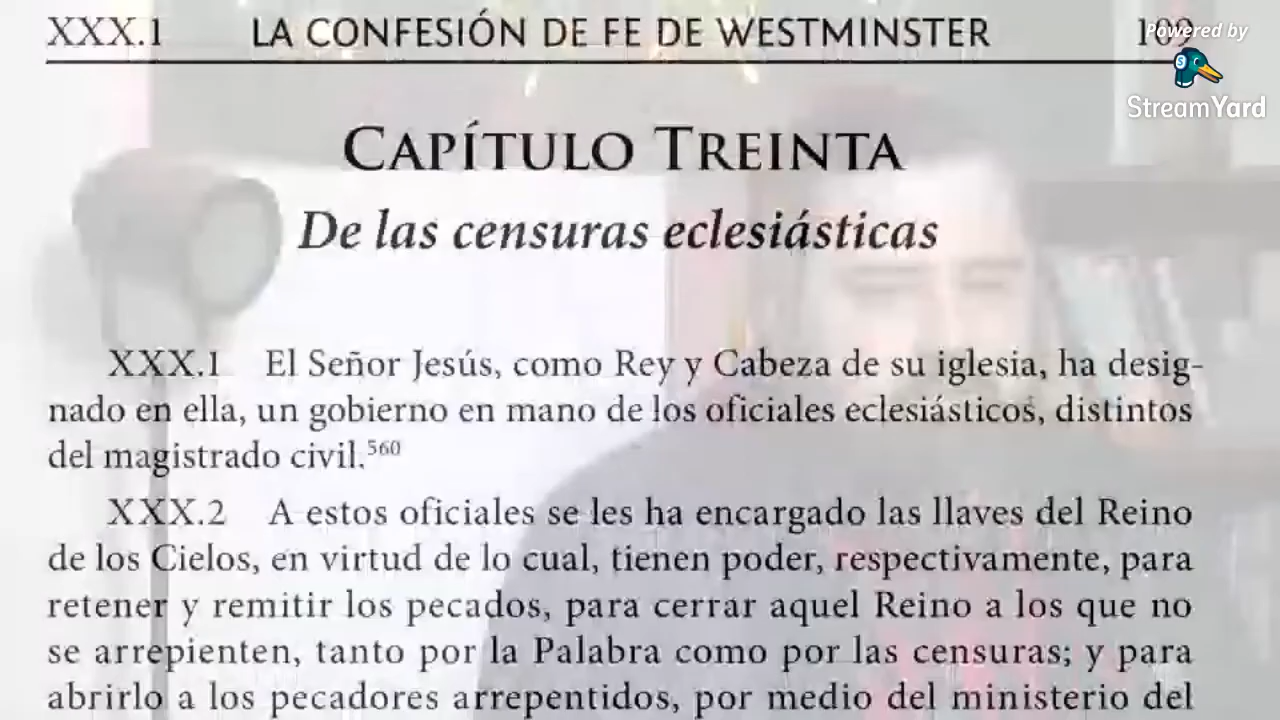 XXX.1 LA CONFESIÓN DE FE DE WESTMINSTER 109
Powered by
StreamYard
CAPÍTULO TREINTA
De las censuras eclesiásticas
XXX.1 El Señor Jesús, como Rey y Cabeza de su iglesia, ha desig-
nado en ella, un gobierno en mano de los oficiales eclesiásticos, distintos
del magistrado civil.560
XXX.2 A estos oficiales se les ha encargado las llaves del Reino
de los Cielos, en virtud de lo cual, tienen poder, respectivamente, para
retener y remitir los pecados, para cerrar aquel Reino a los que no
se arrepienten, tanto por la Palabra como por las censuras; y para
abrirlo a los pecadores arrepentidos, por medio del ministerio del